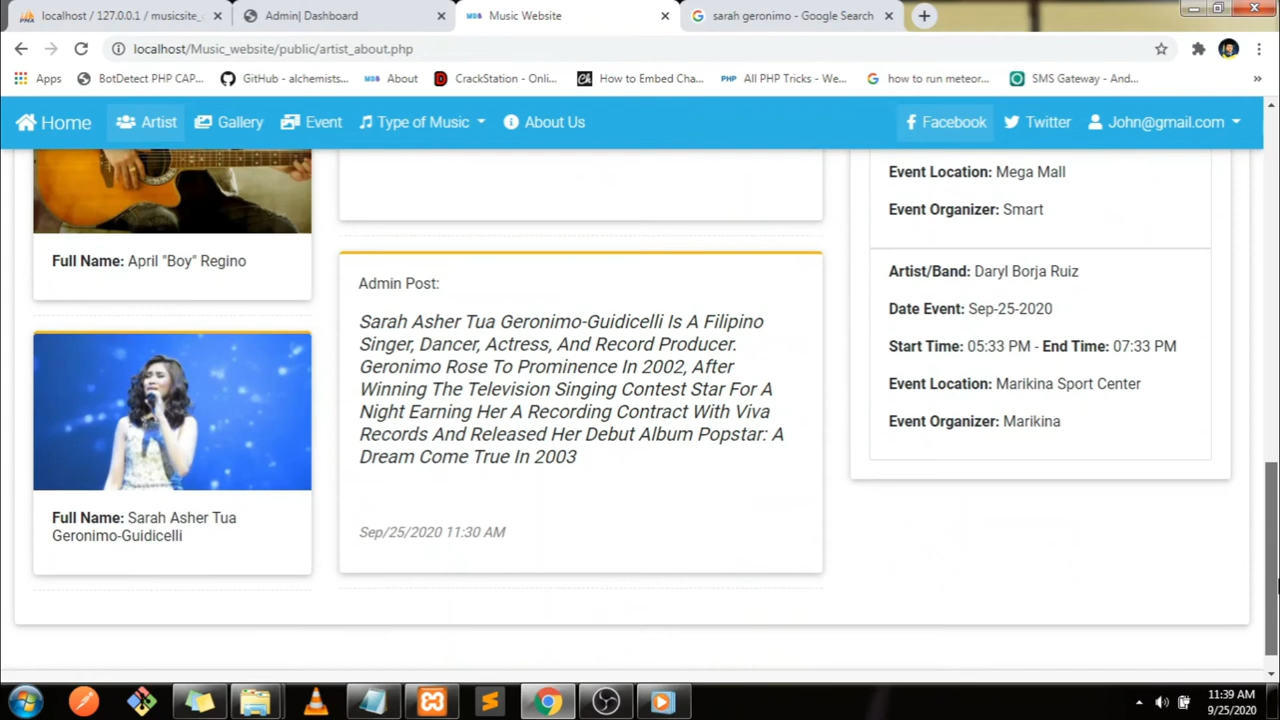 localhost / 127.0.0.1 / musicsite_
Admin| Dashboard
MDB Music Website
sarah geronimo - Google Search
localhost/Music_website/public/artist_about.php
Apps
BotDetect PHP CAP...
GitHub - alchemists...
MDB About
CrackStation - Onli...
How to Embed Cha...
PHP All PHP Tricks - We...
how to run meteor...
SMS Gateway - And...
»
Home
Artist
Gallery
Event
Type of Music
About Us
Facebook
Twitter
John@gmail.com
Full Name: April "Boy" Regino
Full Name: Sarah Asher Tua
Geronimo-Guidicelli
Admin Post:
Sarah Asher Tua Geronimo-Guidicelli Is A Filipino
Singer, Dancer, Actress, And Record Producer.
Geronimo Rose To Prominence In 2002, After
Winning The Television Singing Contest Star For A
Night Earning Her A Recording Contract With Viva
Records And Released Her Debut Album Popstar: A
Dream Come True In 2003
Sep/25/2020 11:30 AM
Event Location: Mega Mall
Event Organizer: Smart
Artist/Band: Daryl Borja Ruiz
Date Event: Sep-25-2020
Start Time: 05:33 PM - End Time: 07:33 PM
Event Location: Marikina Sport Center
Event Organizer: Marikina
11:39 AM
9/25/2020